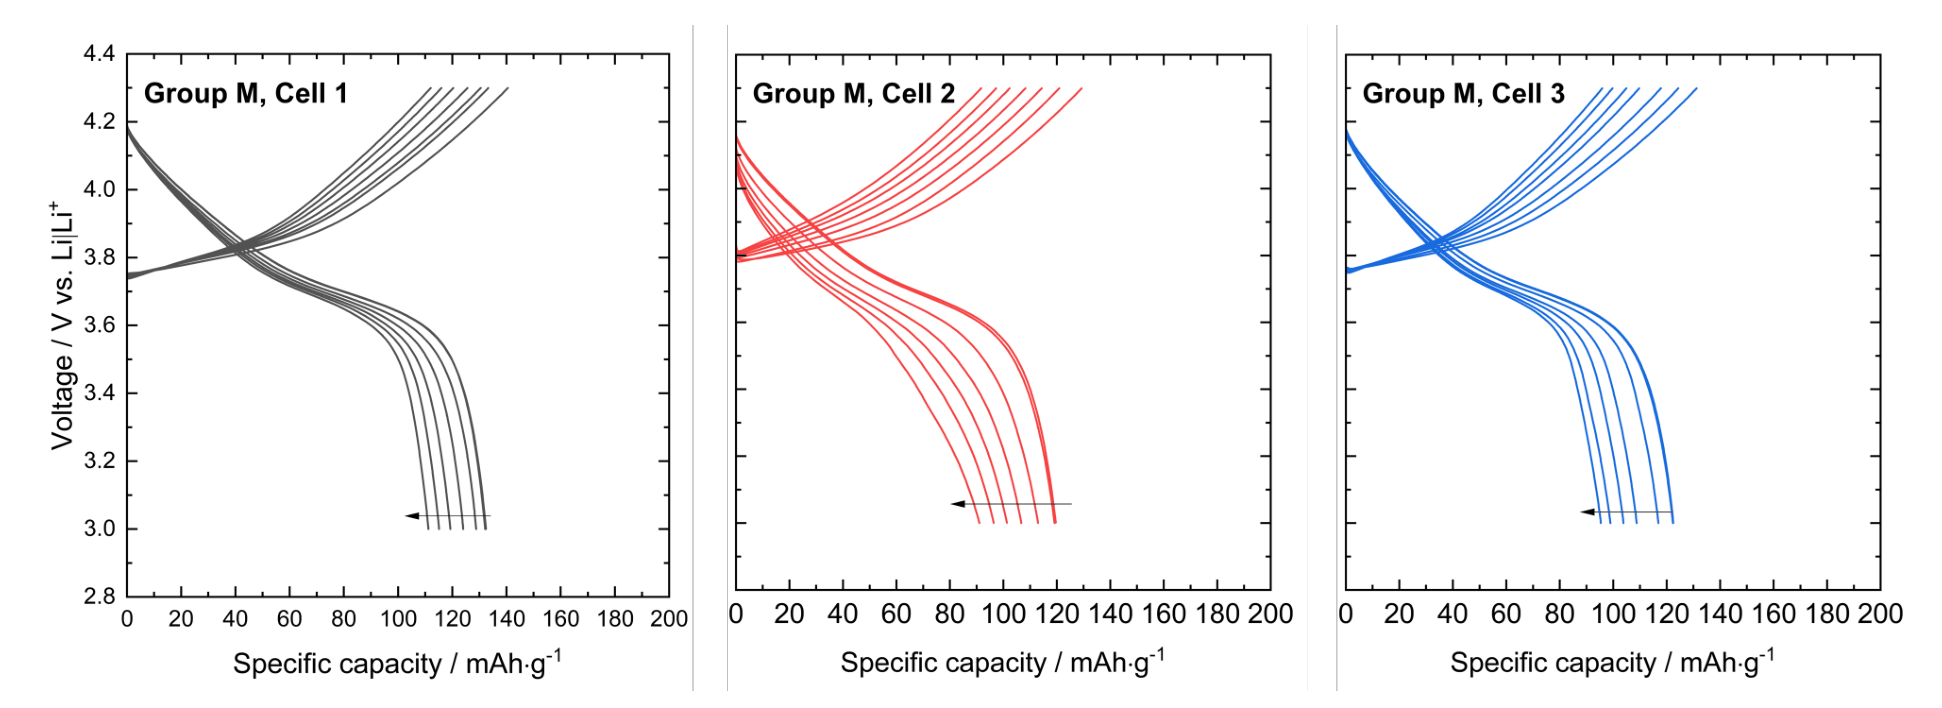 Group M, Cell 1
Group M, Cell 2
Group M, Cell 3
Voltage / V vs. Li|Li⁺
4.4
4.2
4.0
3.8
3.6
3.4
3.2
3.0
2.8
0 20 40 60 80 100 120 140 160 180 200
0 20 40 60 80 100 120 140 160 180 200
0 20 40 60 80 100 120 140 160 180 200
Specific capacity / mAh·g⁻¹
Specific capacity / mAh·g⁻¹
Specific capacity / mAh·g⁻¹